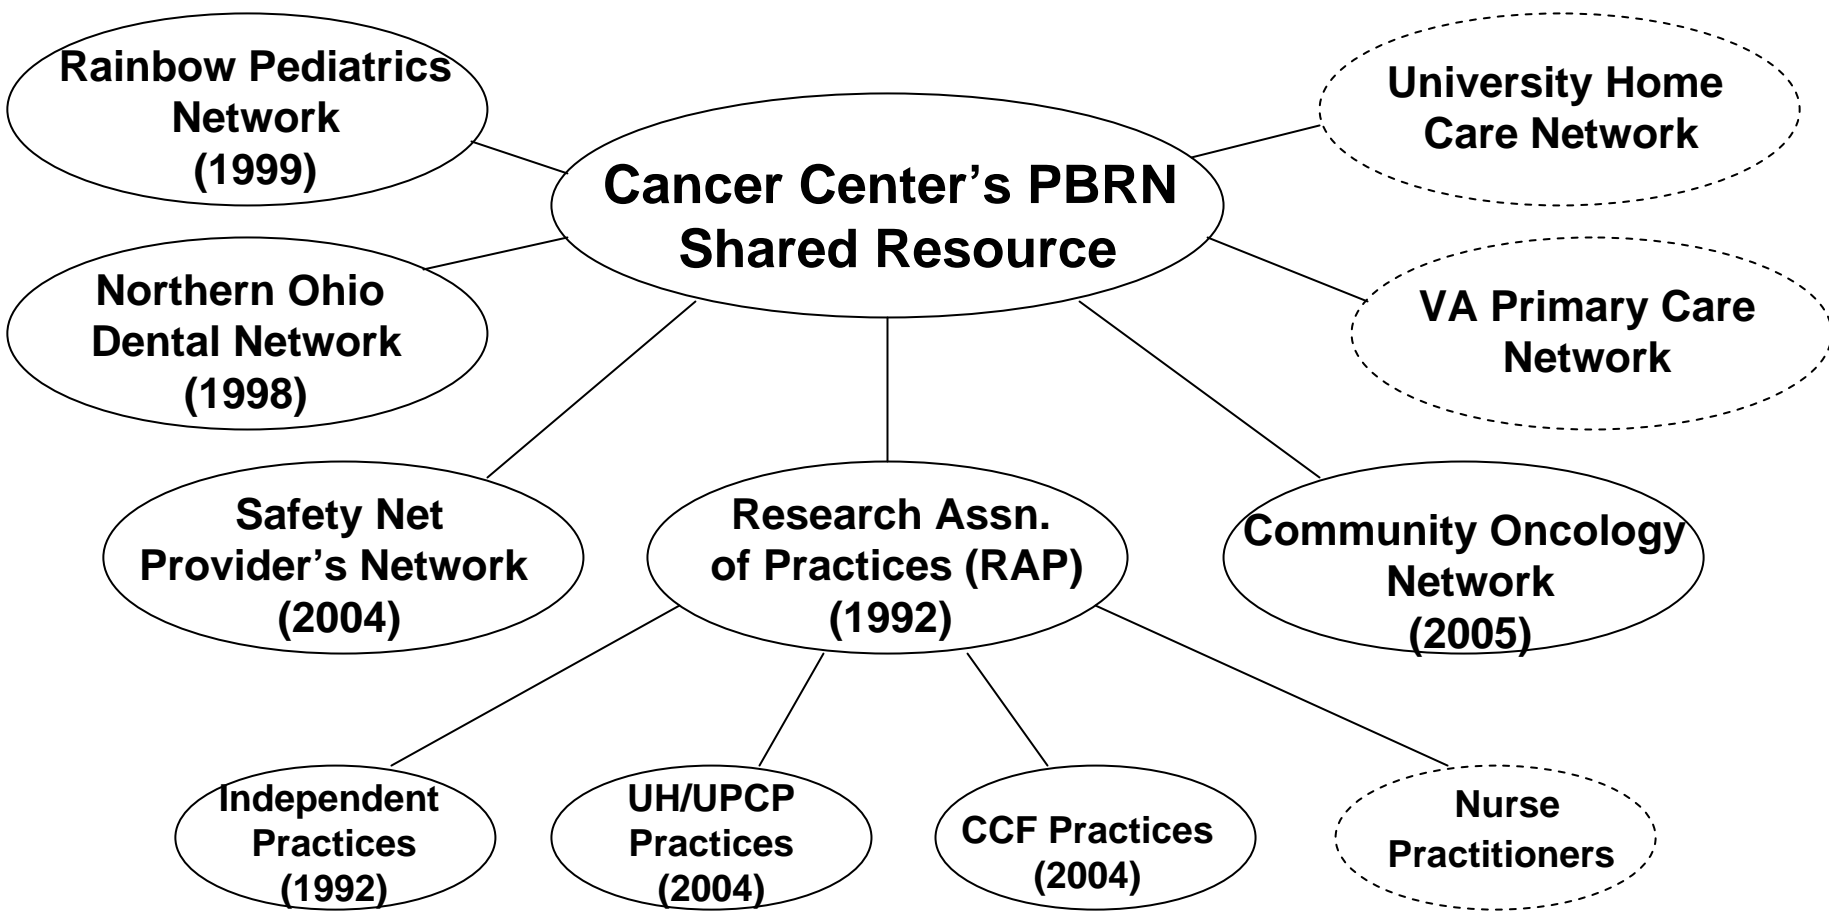 Rainbow Pediatrics
Network
(1999)
University Home
Care Network
Cancer Center’s PBRN
Shared Resource
Northern Ohio
Dental Network
(1998)
VA Primary Care
Network
Safety Net
Provider’s Network
(2004)
Research Assn.
of Practices (RAP)
(1992)
Community Oncology
Network
(2005)
Independent
Practices
(1992)
UH/UPCP
Practices
(2004)
CCF Practices
(2004)
Nurse
Practitioners